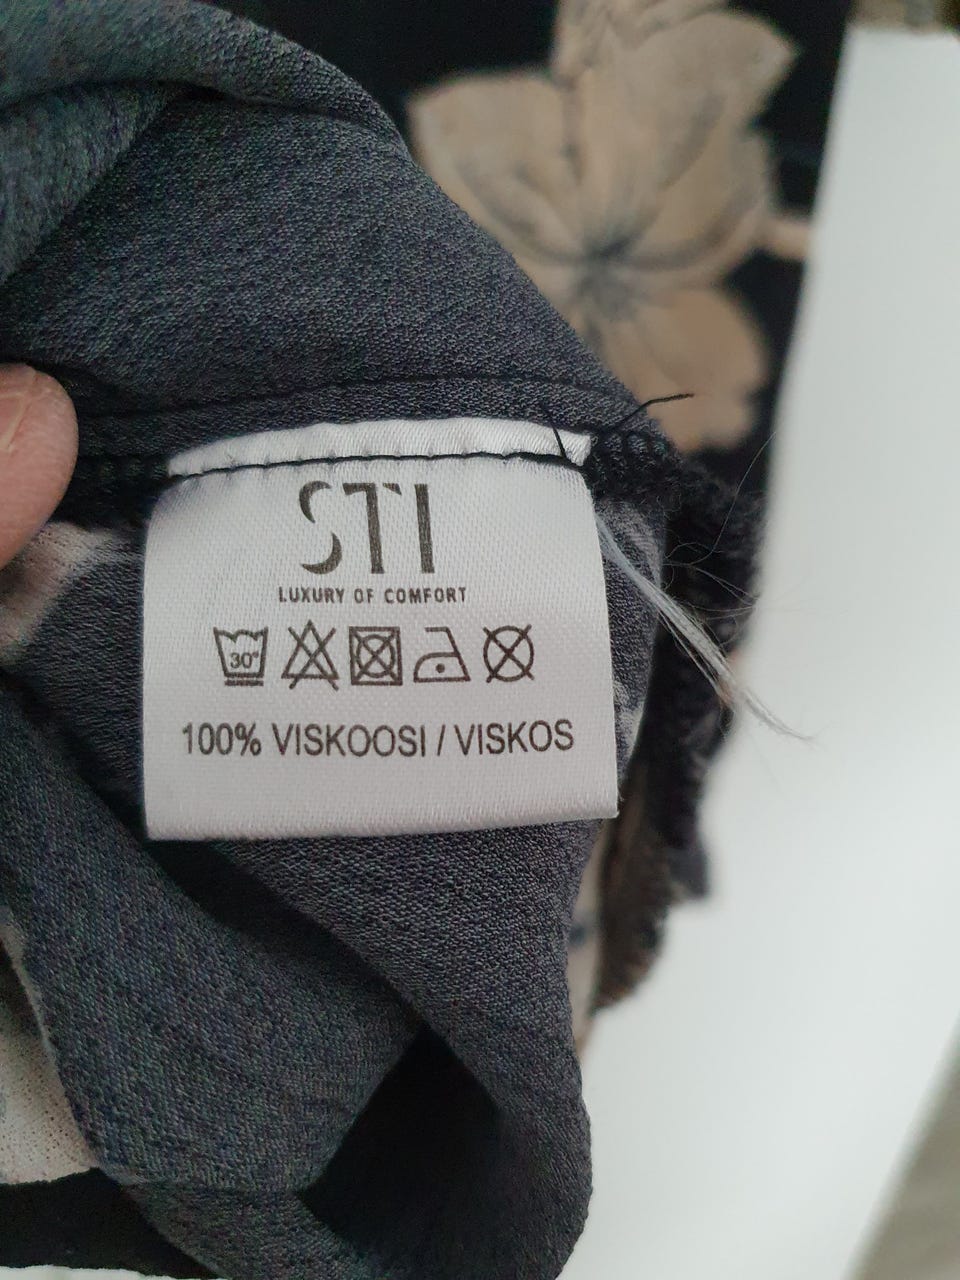 STI
LUXURY OF COMFORT
30°
100% VISKOOSI / VISKOS